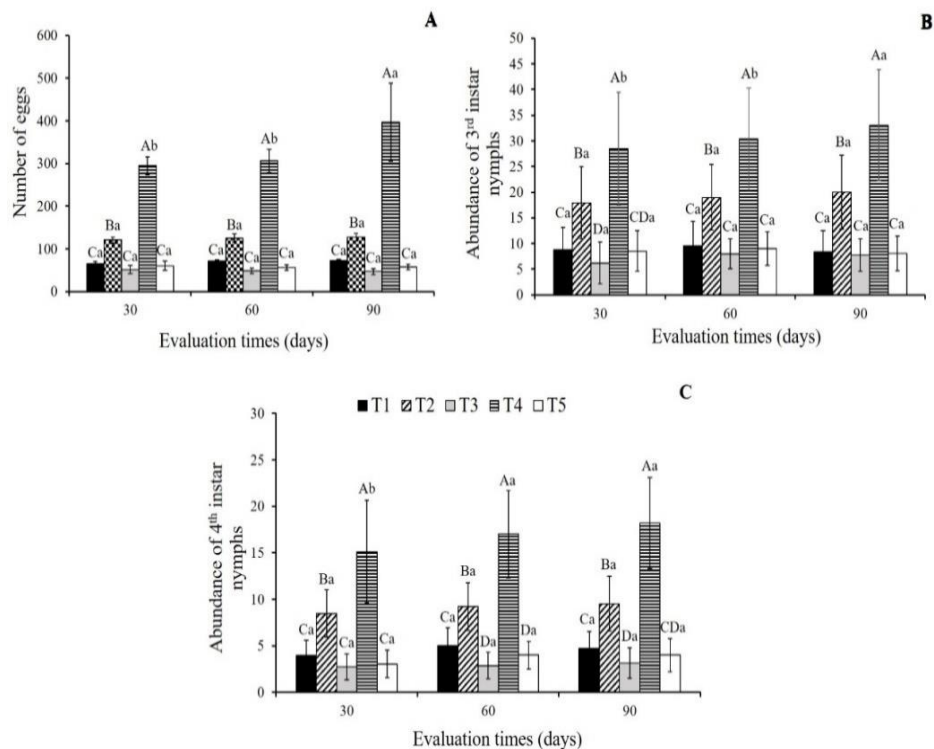 A
Number of eggs
600
500
400
300
200
100
0
Ca Ba Ca Ab Ca
Ca Ba Ca Ab Ca
Ca Ba Ca Aa Ca
30 60 90
Evaluation times (days)
B
Abundance of 3rd instar
nymphs
50
45
40
35
30
25
20
15
10
5
0
Ca Ba Da Ab CDa
Ca Ba Ca Ab Ca
Ca Ba Ca Aa Ca
30 60 90
Evaluation times (days)
C
T1 T2 T3 T4 T5
Abundance of 4th instar
nymphs
30
25
20
15
10
5
0
Ca Ba Ca Ab Ca
Ca Ba Da Aa Da
Ca Ba Da Aa CDa
30 60 90
Evaluation times (days)